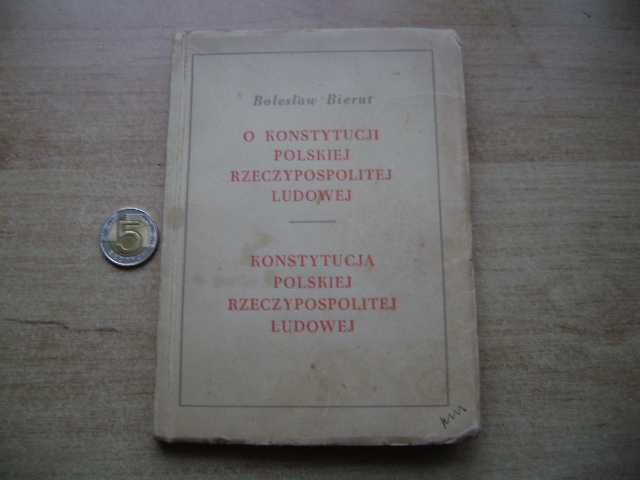 Bolesław Bierut
O KONSTYTUCJI
POLSKIEJ
RZECZYPOSPOLITEJ
LUDOWEJ
KONSTYTUCJA
POLSKIEJ
RZECZYPOSPOLITEJ
LUDOWEJ
5